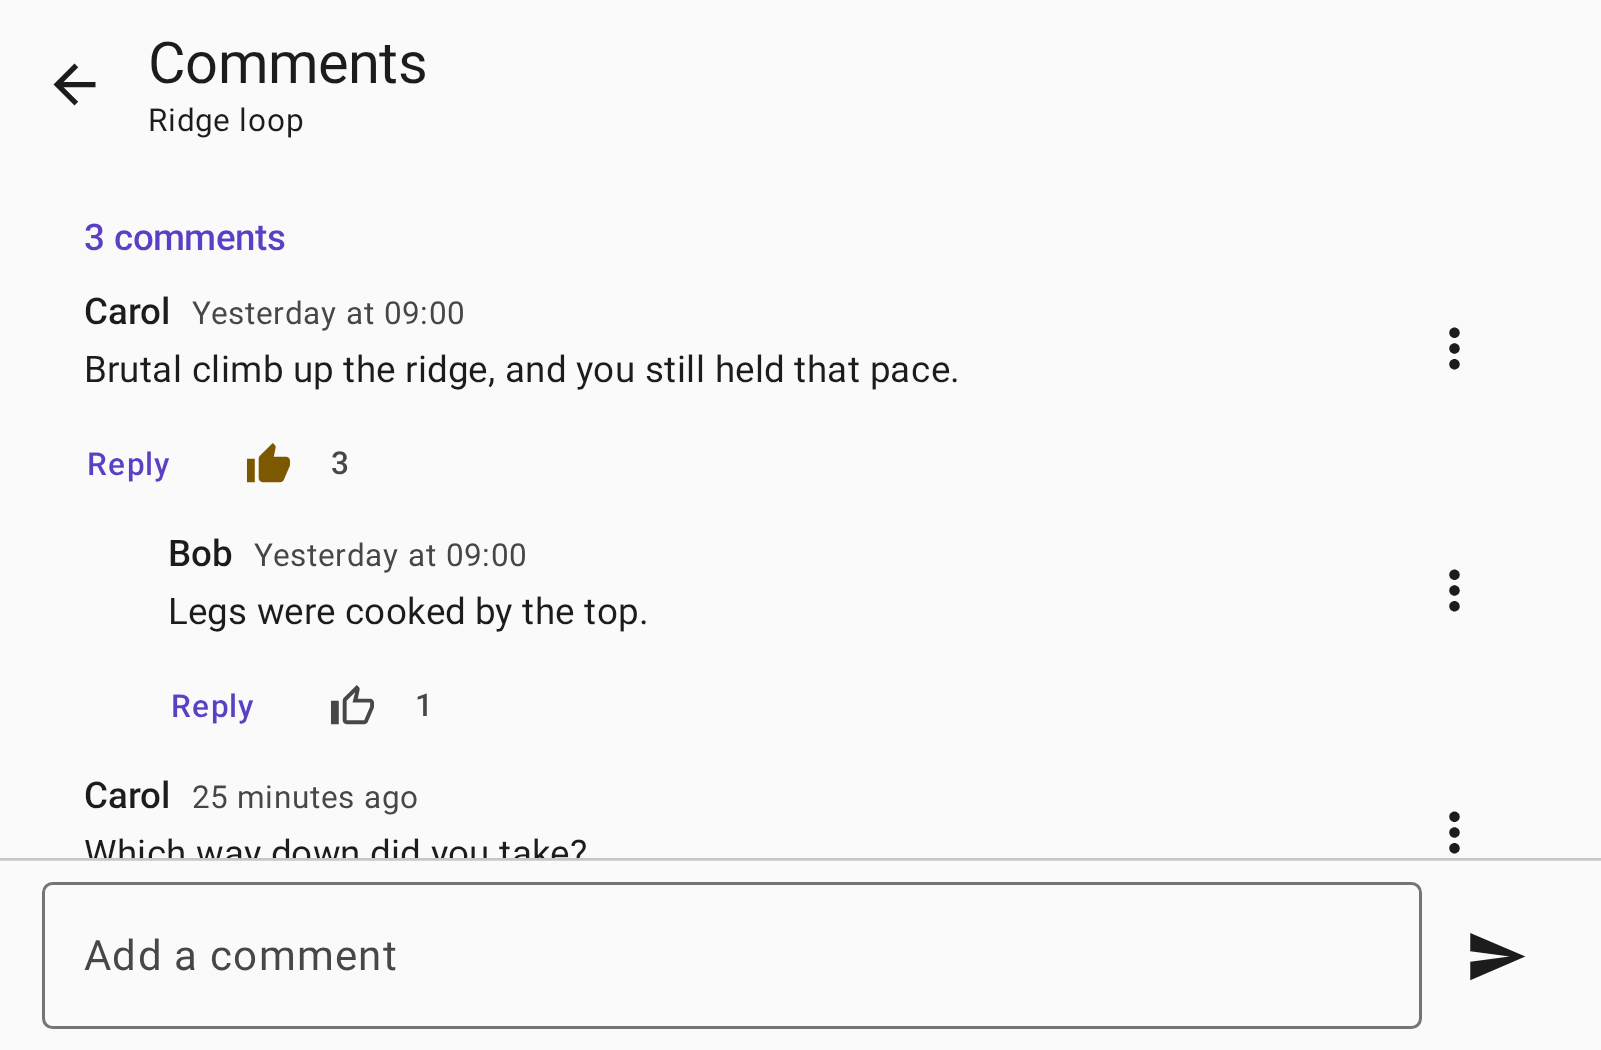 Comments
Ridge loop
3 comments
Carol Yesterday at 09:00
Brutal climb up the ridge, and you still held that pace.
Reply 3
Bob Yesterday at 09:00
Legs were cooked by the top.
Reply 1
Carol 25 minutes ago
Which way down did you take?
Add a comment